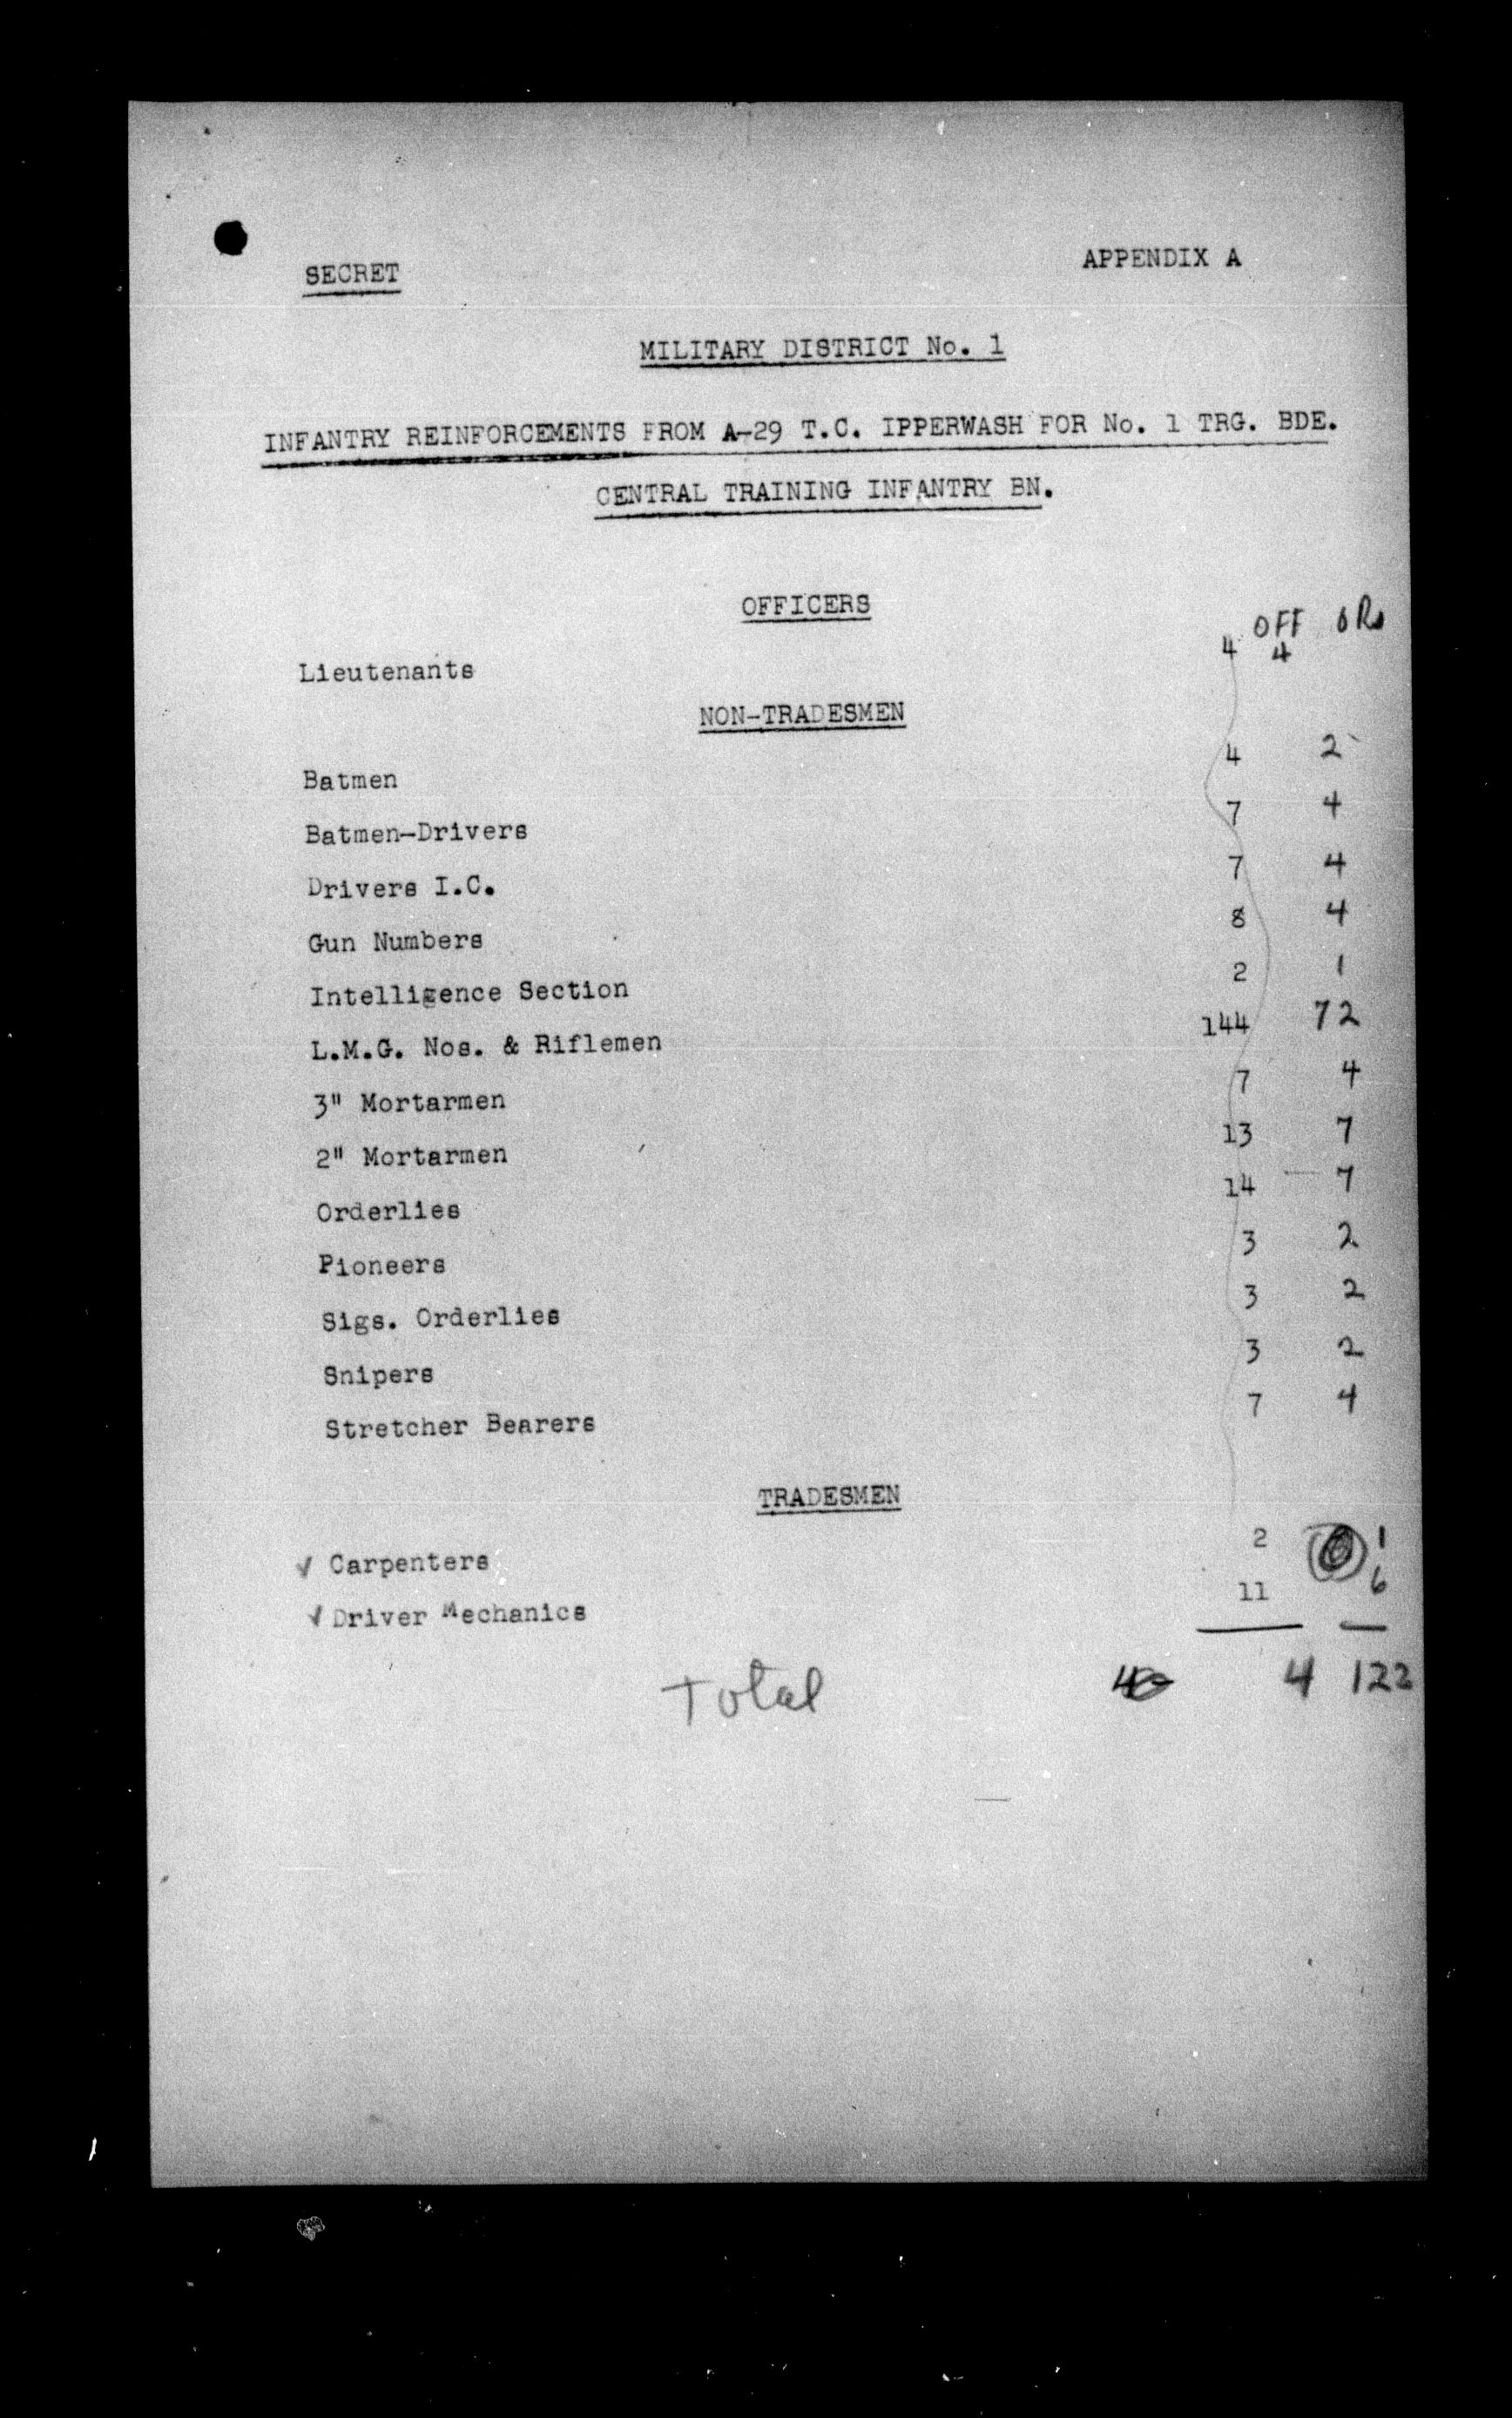 SECRET
APPENDIX A
MILITARY DISTRICT No. 1
INFANTRY REINFORCEMENTS FROM A-29 T.C. IPPERWASH FOR No. 1 TRG. BDE.
CENTRAL TRAINING INFANTRY BN.
OFFICERS
OFF ORs
Lieutenants 4 4
NON-TRADESMEN
Batmen 4 2
Batmen-Drivers 7 4
Drivers I.C. 7 4
Gun Numbers 8 4
Intelligence Section 2 1
L.M.G. Nos. & Riflemen 144 72
3" Mortarmen 7 4
2" Mortarmen 13 7
Orderlies 14 7
Pioneers 3 2
Sigs. Orderlies 3 2
Snipers 3 2
Stretcher Bearers 7 4
TRADESMEN
✓ Carpenters 2 1
✓ Driver Mechanics 11 6
Total 4 122